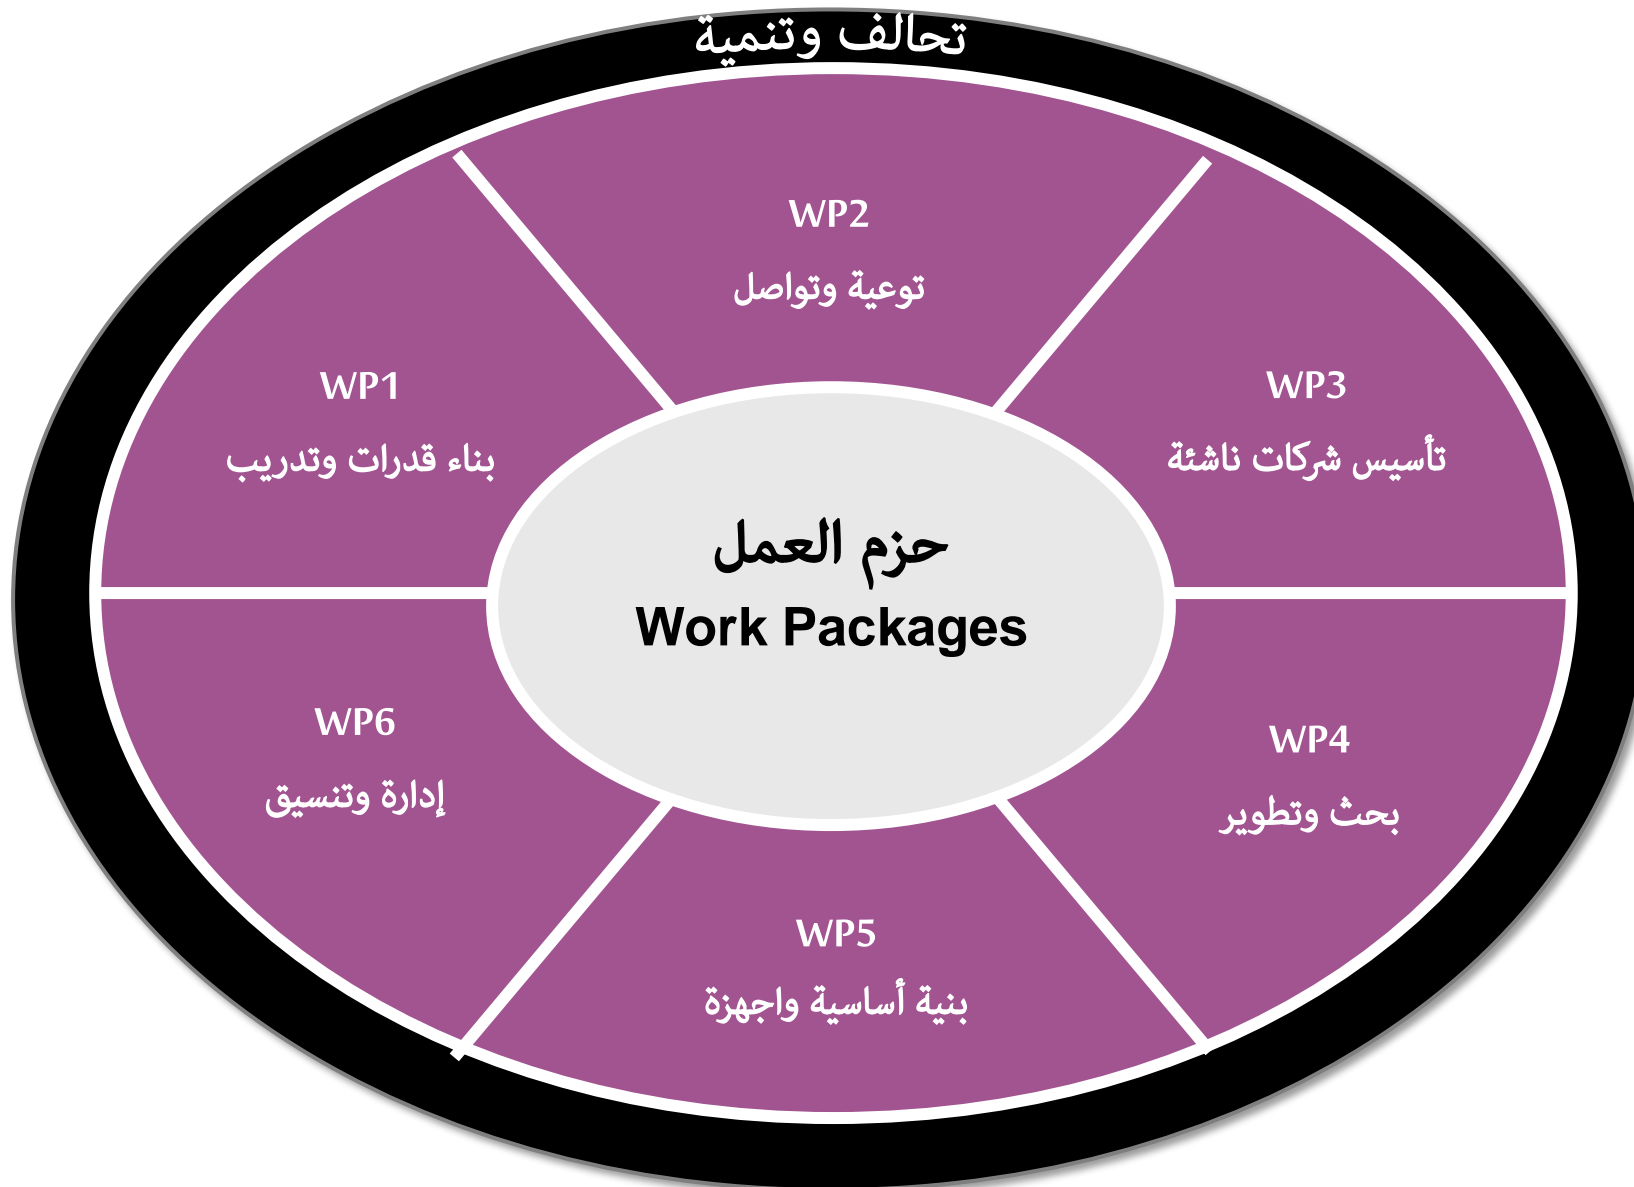 تحالف وتنمية
WP2
توعية وتواصل
WP1
بناء قدرات وتدريب
WP3
تأسيس شركات ناشئة
حزم العمل
Work Packages
WP6
إدارة وتنسيق
WP4
بحث وتطوير
WP5
بنية أساسية واجهزة